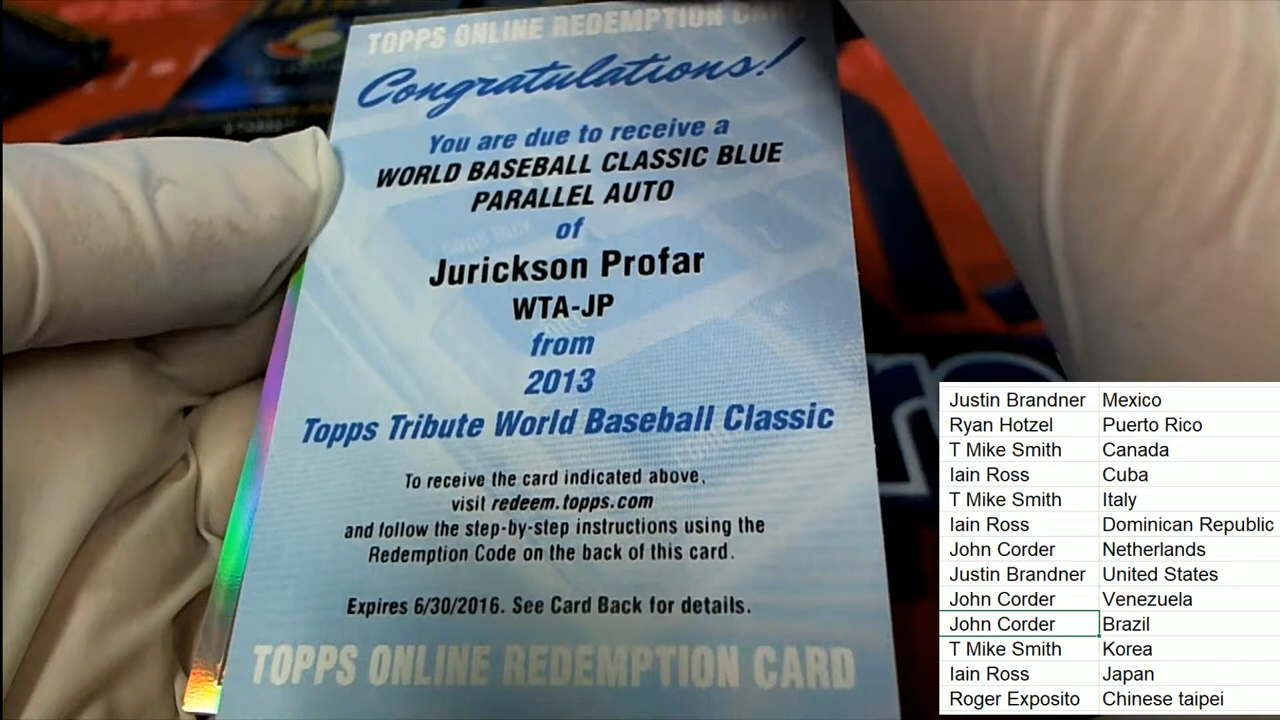 TOPPS ONLINE REDEMPTION CAR
Congratulations!
You are due to receive a
WORLD BASEBALL CLASSIC BLUE
PARALLEL AUTO
of
Jurickson Profar
WTA-JP
from
2013
Topps Tribute World Baseball Classic
To receive the card indicated above,
visit redeem.topps.com
and follow the step-by-step instructions using the
Redemption Code on the back of this card.
Expires 6/30/2016. See Card Back for details.
TOPPS ONLINE REDEMPTION CARD
Justin Brandner Mexico
Ryan Hotzel Puerto Rico
T Mike Smith Canada
Iain Ross Cuba
T Mike Smith Italy
Iain Ross Dominican Republic
John Corder Netherlands
Justin Brandner United States
John Corder Venezuela
John Corder Brazil
T Mike Smith Korea
Iain Ross Japan
Roger Exposito Chinese taipei